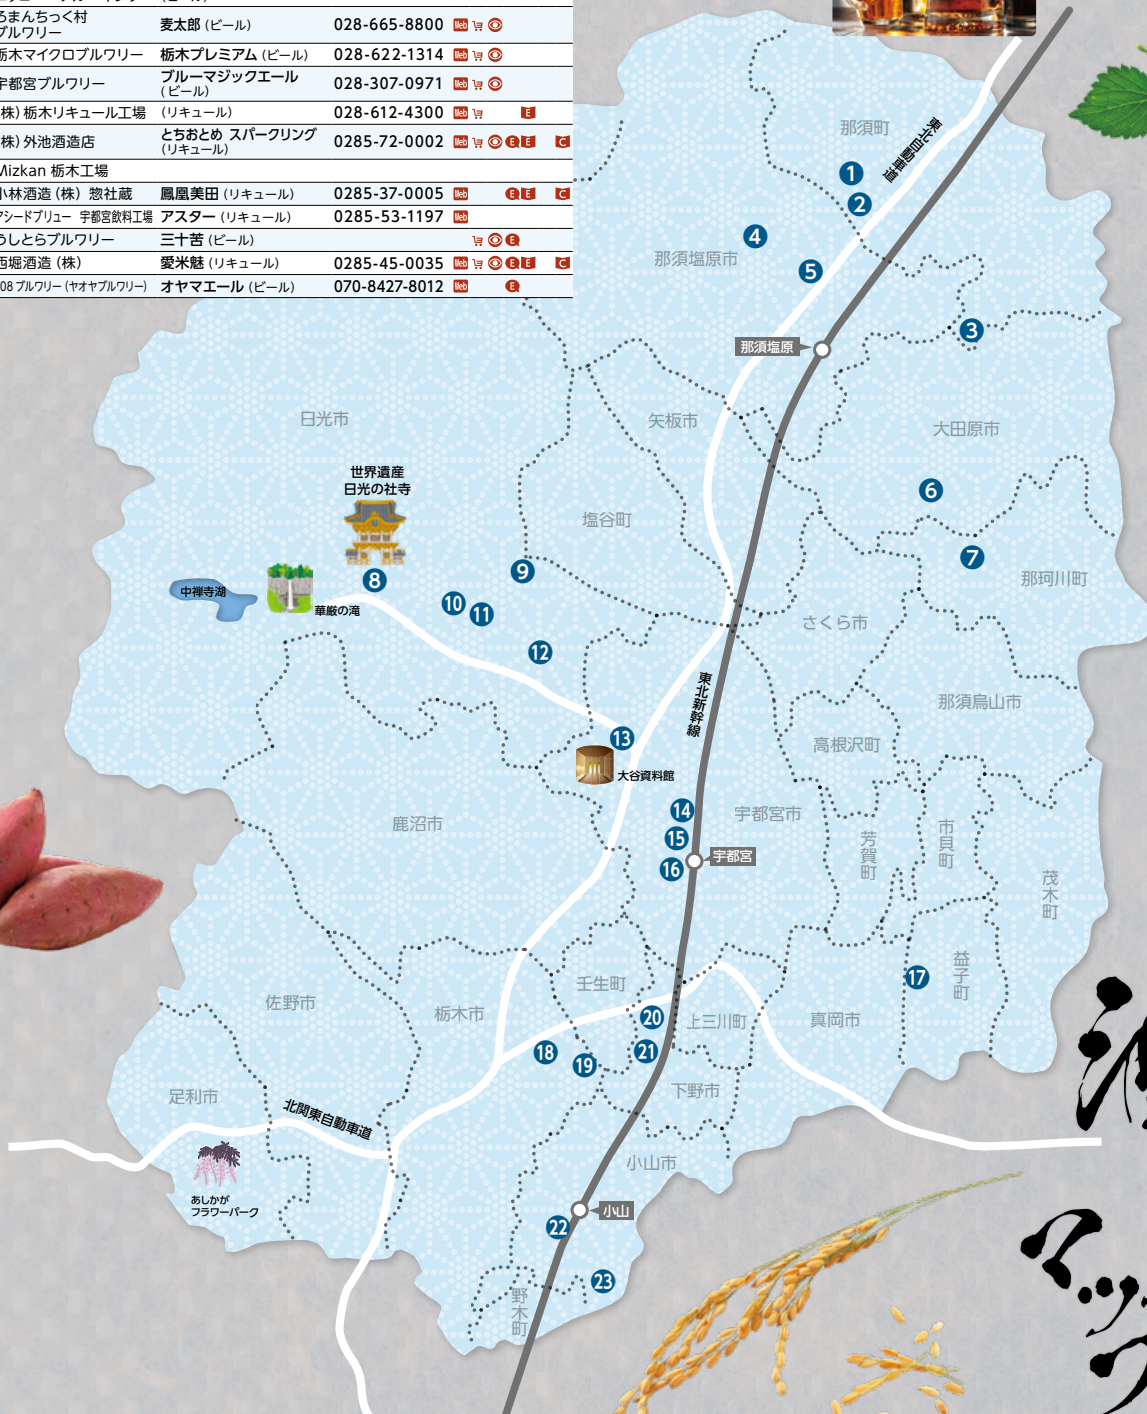 ろまんちっく村
ブルワリー
麦太郎 (ビール)
028-665-8800
Web
栃木マイクロブルワリー
栃木プレミアム (ビール)
028-622-1314
Web
宇都宮ブルワリー
ブルーマジックエール
(ビール)
028-307-0971
Web
株) 栃木リキュール工場
(リキュール)
028-612-4300
Web
E
株) 外池酒造店
とちおとめ スパークリング
(リキュール)
0285-72-0002
Web
E
E
C
Mizkan 栃木工場
小林酒造 (株) 惣社蔵
鳳凰美田 (リキュール)
0285-37-0005
Web
E
E
C
アシードブリュー 宇都宮飲料工場
アスター (リキュール)
0285-53-1197
Web
うしとらブルワリー
三十苦 (ビール)
E
西堀酒造 (株)
愛米魅 (リキュール)
0285-45-0035
Web
E
E
C
08 ブルワリー (ヤオヤブルワリー)
オヤマエール (ビール)
070-8427-8012
Web
E
那須町
東北自動車道
1
2
4
那須塩原市
5
3
那須塩原
日光市
矢板市
大田原市
世界遺産
日光の社寺
6
塩谷町
7
那珂川町
8
9
中禅寺湖
華厳の滝
10
11
さくら市
12
東北新幹線
那須烏山市
13
高根沢町
大谷資料館
14
宇都宮市
鹿沼市
15
芳賀町
市貝町
16
宇都宮
茂木町
17
益子町
壬生町
佐野市
栃木市
20
上三川町
真岡市
18
19
21
下野市
足利市
北関東自動車道
小山市
あしかが
フラワーパーク
小山
22
23
野木町
酒
マップ